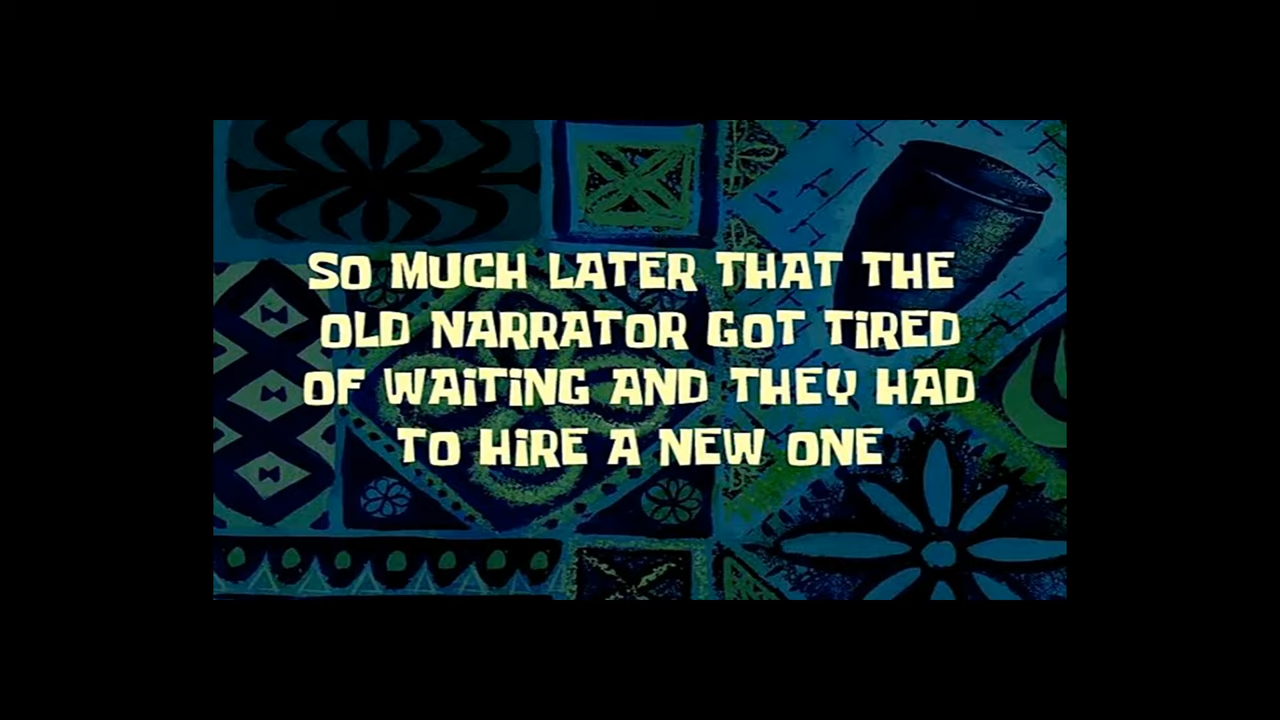 SO MUCH LATER THAT THE
OLD NARRATOR GOT TiRED
OF WAiTiNG AND THEY HAD
TO HiRE A NEW ONE